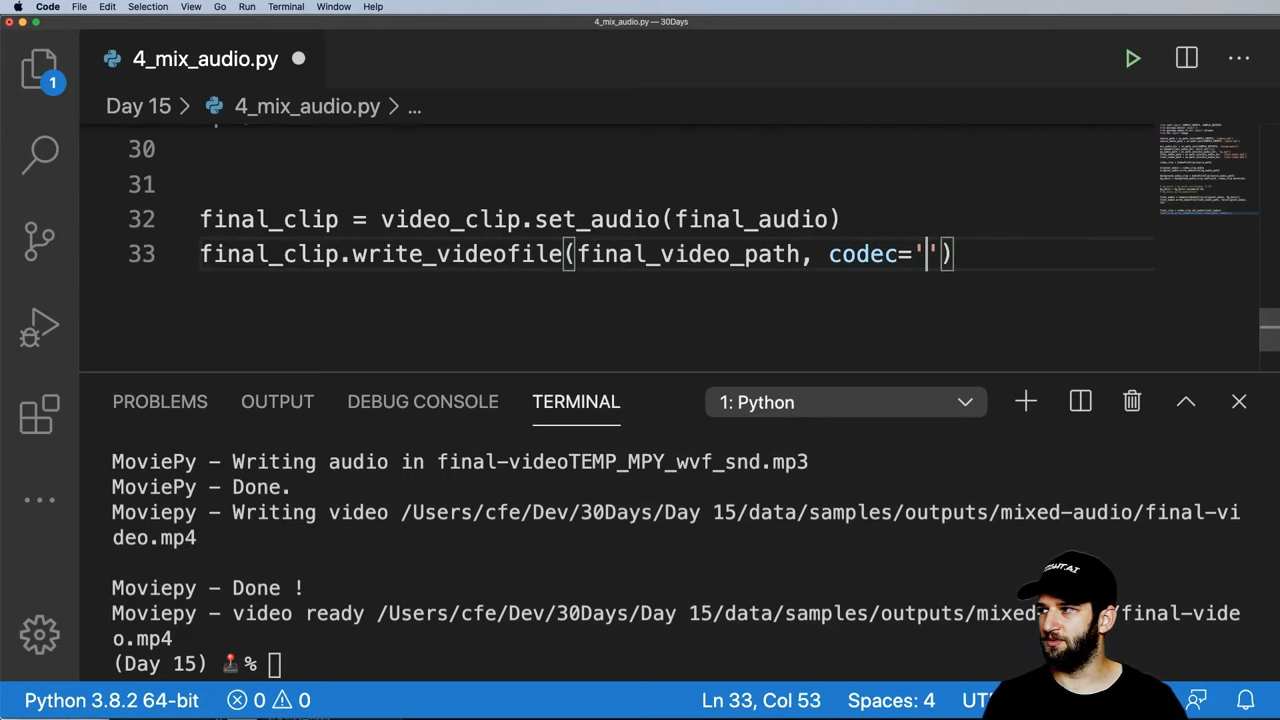 Code File Edit Selection View Go Run Terminal Window Help
4_mix_audio.py — 30Days
4_mix_audio.py
1
Day 15 > 4_mix_audio.py > ...
30
31
32 final_clip = video_clip.set_audio(final_audio)
33 final_clip.write_videofile(final_video_path, codec='')
PROBLEMS OUTPUT DEBUG CONSOLE TERMINAL 1: Python
MoviePy - Writing audio in final-videoTEMP_MPY_wvf_snd.mp3
MoviePy - Done.
Moviepy - Writing video /Users/cfe/Dev/30Days/Day 15/data/samples/outputs/mixed-audio/final-vi
deo.mp4
Moviepy - Done !
Moviepy - video ready /Users/cfe/Dev/30Days/Day 15/data/samples/outputs/mixed-
/final-vide
o.mp4
(Day 15) %
Python 3.8.2 64-bit 0 0 Ln 33, Col 53 Spaces: 4